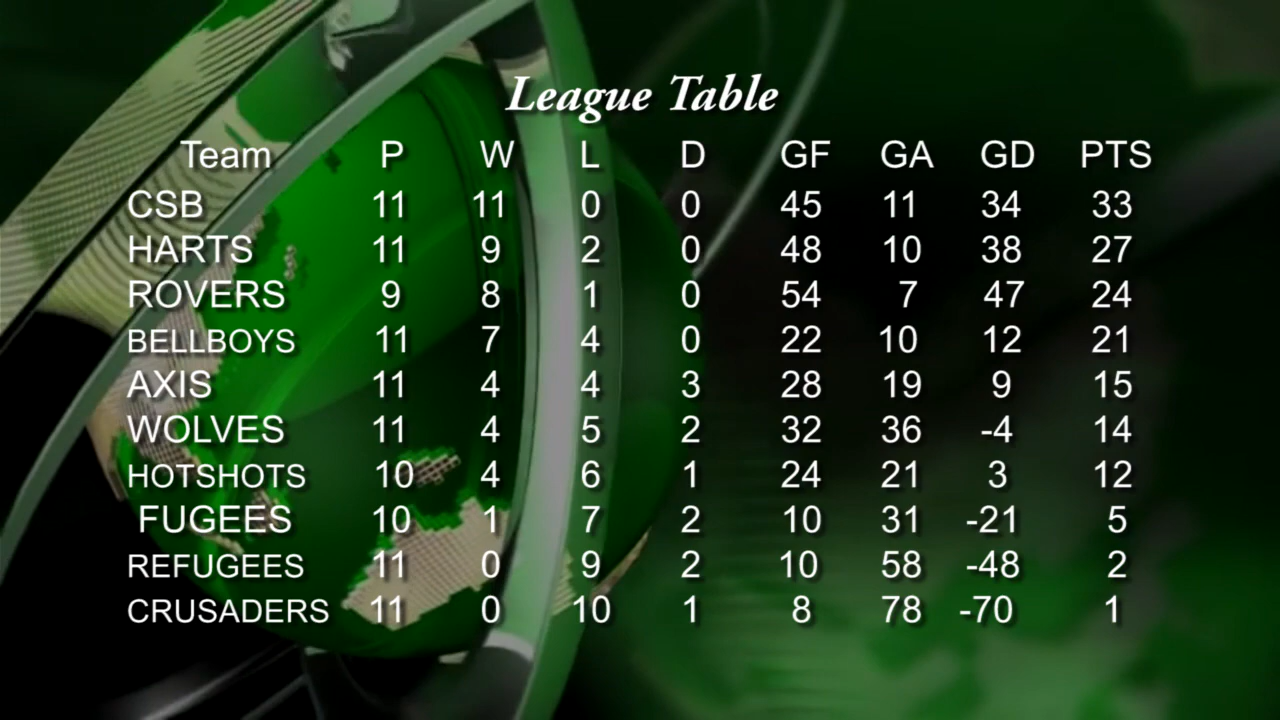 League Table
Team P W L D GF GA GD PTS
CSB 11 11 0 0 45 11 34 33
HARTS 11 9 2 0 48 10 38 27
ROVERS 9 8 1 0 54 7 47 24
BELLBOYS 11 7 4 0 22 10 12 21
AXIS 11 4 4 3 28 19 9 15
WOLVES 11 4 5 2 32 36 -4 14
HOTSHOTS 10 4 6 1 24 21 3 12
FUGEES 10 1 7 2 10 31 -21 5
REFUGEES 11 0 9 2 10 58 -48 2
CRUSADERS 11 0 10 1 8 78 -70 1